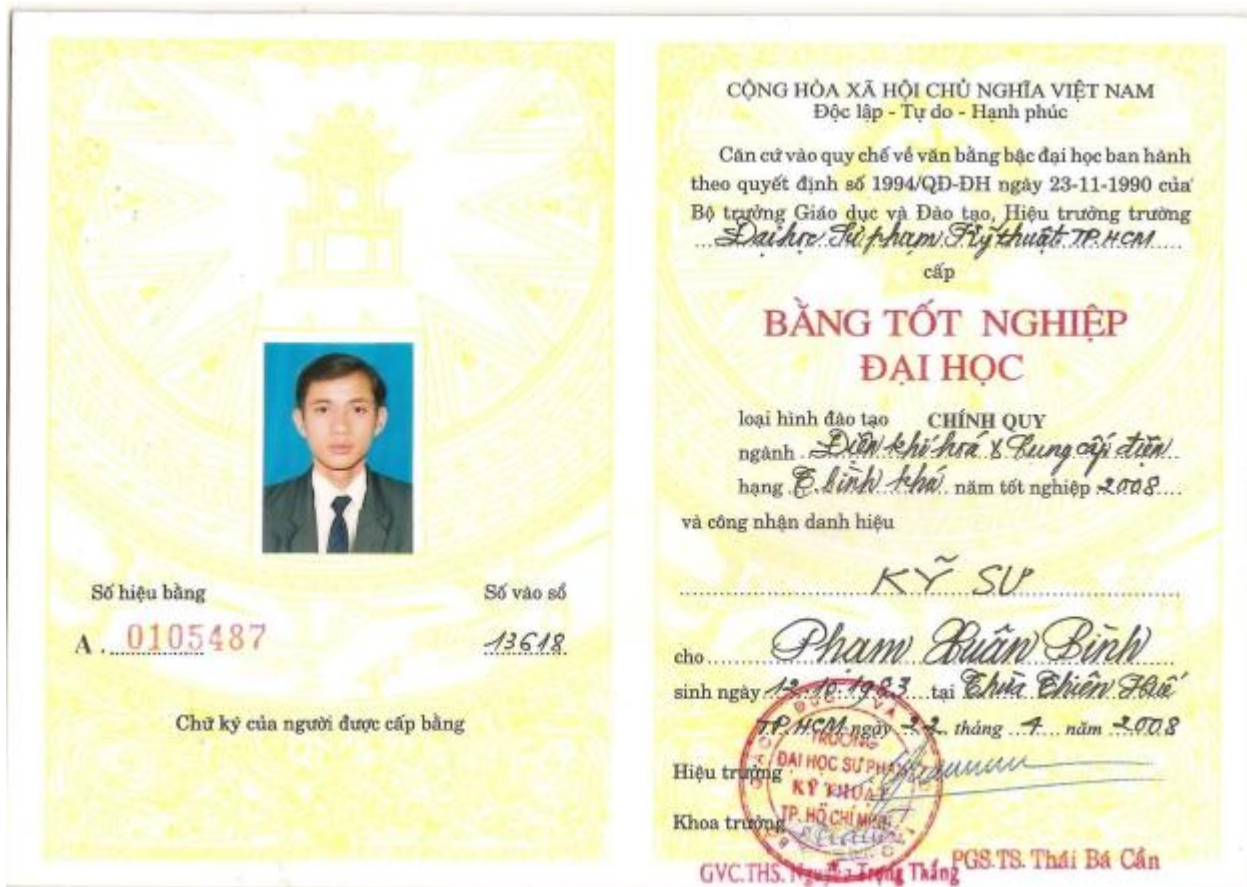 Số hiệu bằng
Số vào sổ
A. 0105487
13618
Chữ ký của người được cấp bằng
CỘNG HÒA XÃ HỘI CHỦ NGHĨA VIỆT NAM
Độc lập - Tự do - Hạnh phúc
Căn cứ vào quy chế về văn bằng bậc đại học ban hành
theo quyết định số 1994/QĐ-ĐH ngày 23-11-1990 của
Bộ trưởng Giáo dục và Đào tạo, Hiệu trưởng trường
Đại học Sư phạm Kỹ thuật TP.HCM
cấp
BẰNG TỐT NGHIỆP
ĐẠI HỌC
loại hình đào tạo CHÍNH QUY
ngành Điện khí hoá & Cung cấp điện
hạng T.bình khá năm tốt nghiệp 2008
và công nhận danh hiệu
KỸ SƯ
cho Phạm Xuân Bình
sinh ngày 12.10.1983 tại Thừa Thiên Huế
TP.HCM ngày 22 tháng 4 năm 2008
Hiệu trưởng
Khoa trưởng
TRƯỜNG
ĐẠI HỌC SƯ PHẠM
KỸ THUẬT
TP. HỒ CHÍ MINH
GVC.THS. Nguyễn Trọng Thắng
PGS.TS. Thái Bá Cần